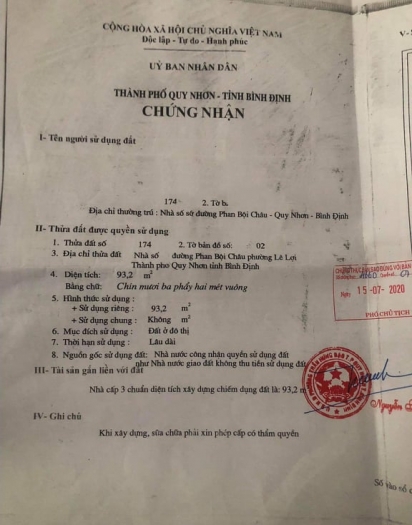 CỘNG HÒA XÃ HỘI CHỦ NGHĨA VIỆT NAM
Độc lập - Tự do - Hạnh phúc
UỶ BAN NHÂN DÂN
THÀNH PHỐ QUY NHƠN - TỈNH BÌNH ĐỊNH
CHỨNG NHẬN
I- Tên người sử dụng đất
174 2. Tờ b
Địa chỉ thường trú : Nhà số sở đường Phan Bội Châu - Quy Nhơn - Bình Định
II- Thửa đất được quyền sử dụng
1. Thửa đất số 174 2. Tờ bản đồ số: 02
3. Địa chỉ thửa đất Nhà số đường Phan Bội Châu phường Lê Lợi
Thành phố Quy Nhơn tỉnh Bình Định
4. Diện tích: 93,2 m²
Bằng chữ: Chín mươi ba phẩy hai mét vuông
5. Hình thức sử dụng :
+ Sử dụng riêng : 93,2 m²
+ Sử dụng chung : Không m²
6. Mục đích sử dụng : Đất ở đô thị
7. Thời hạn sử dụng: Lâu dài
8. Nguồn gốc sử dụng đất: Nhà nước công nhận quyền sử dụng đất
như Nhà nước giao đất không thu tiền sử dụng đất
III- Tài sản gắn liền với đất
Nhà cấp 3 chuẩn diện tích xây dựng chiếm dụng đất là: 93,2 m
IV- Ghi chú
Khi xây dựng, sữa chữa phải xin phép cấp có thẩm quyền
Ngày 15-07-2020
PHÓ CHỦ TỊCH
Nguyễn
Số vào sổ c
V-